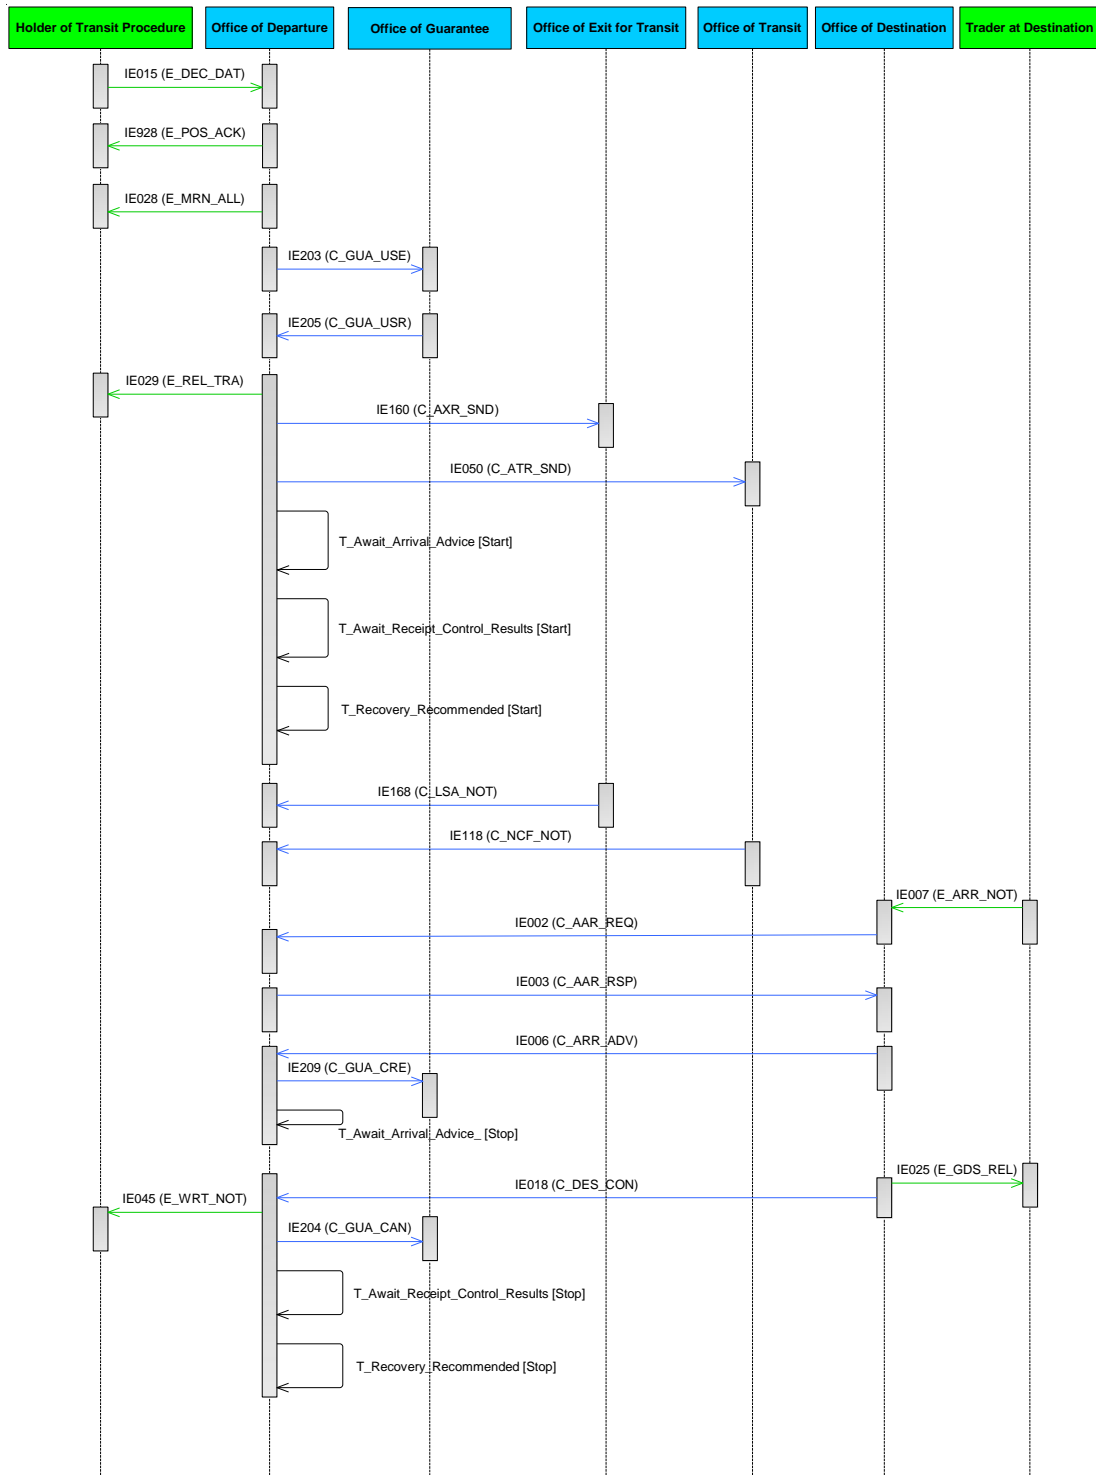 Holder of Transit Procedure
Office of Departure
Office of Guarantee
Office of Exit for Transit
Office of Transit
Office of Destination
Trader at Destination
IE015 (E_DEC_DAT)
IE928 (E_POS_ACK)
IE028 (E_MRN_ALL)
IE203 (C_GUA_USE)
IE205 (C_GUA_USR)
IE029 (E_REL_TRA)
IE160 (C_AXR_SND)
IE050 (C_ATR_SND)
T_Await_Arrival_Advice [Start]
T_Await_Receipt_Control_Results [Start]
T_Recovery_Recommended [Start]
IE168 (C_LSA_NOT)
IE118 (C_NCF_NOT)
IE007 (E_ARR_NOT)
IE002 (C_AAR_REQ)
IE003 (C_AAR_RSP)
IE006 (C_ARR_ADV)
IE209 (C_GUA_CRE)
T_Await_Arrival_Advice_ [Stop]
IE025 (E_GDS_REL)
IE018 (C_DES_CON)
IE045 (E_WRT_NOT)
IE204 (C_GUA_CAN)
T_Await_Receipt_Control_Results [Stop]
T_Recovery_Recommended [Stop]